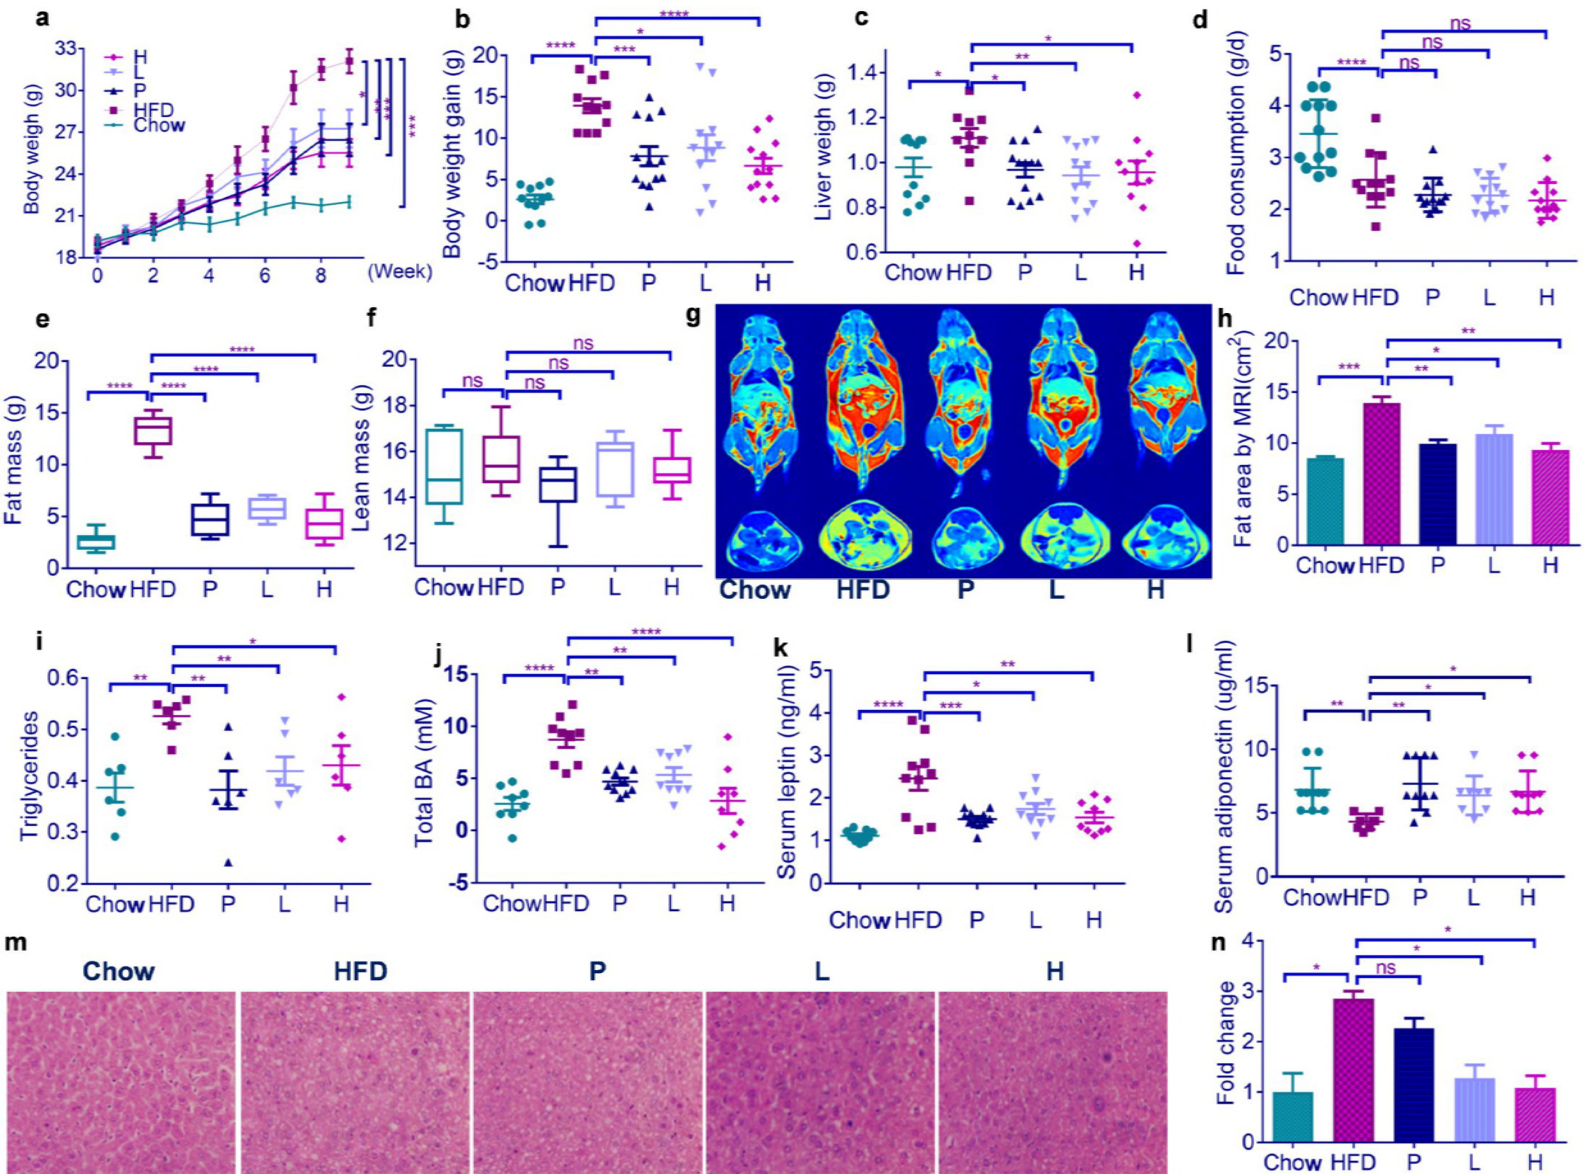 a
Body weigh (g)
33
30
27
24
21
18
H
L
P
HFD
Chow
*
**
***
***
0
2
4
6
8
(Week)
b
Body weight gain (g)
20
15
10
5
0
-5
****
***
*
****
Chow HFD P L H
c
Liver weigh (g)
1.4
1.2
1.0
0.8
0.6
*
*
**
*
Chow HFD P L H
d
Food consumption (g/d)
5
4
3
2
1
****
ns
ns
ns
Chow HFD P L H
e
Fat mass (g)
20
15
10
5
0
****
****
****
****
Chow HFD P L H
f
Lean mass (g)
20
18
16
14
12
ns
ns
ns
ns
Chow HFD P L H
g
Chow HFD P L H
h
Fat area by MRI(cm2)
20
15
10
5
0
***
**
*
**
Chow HFD P L H
i
Triglycerides
0.6
0.5
0.4
0.3
0.2
**
**
**
*
Chow HFD P L H
j
Total BA (mM)
15
10
5
0
-5
****
**
**
****
Chow HFD P L H
k
Serum leptin (ng/ml)
5
4
3
2
1
0
****
***
*
**
Chow HFD P L H
l
Serum adiponectin (ug/ml)
15
10
5
0
**
**
*
*
Chow HFD P L H
m
Chow HFD P L H
n
Fold change
4
3
2
1
0
*
ns
*
*
Chow HFD P L H